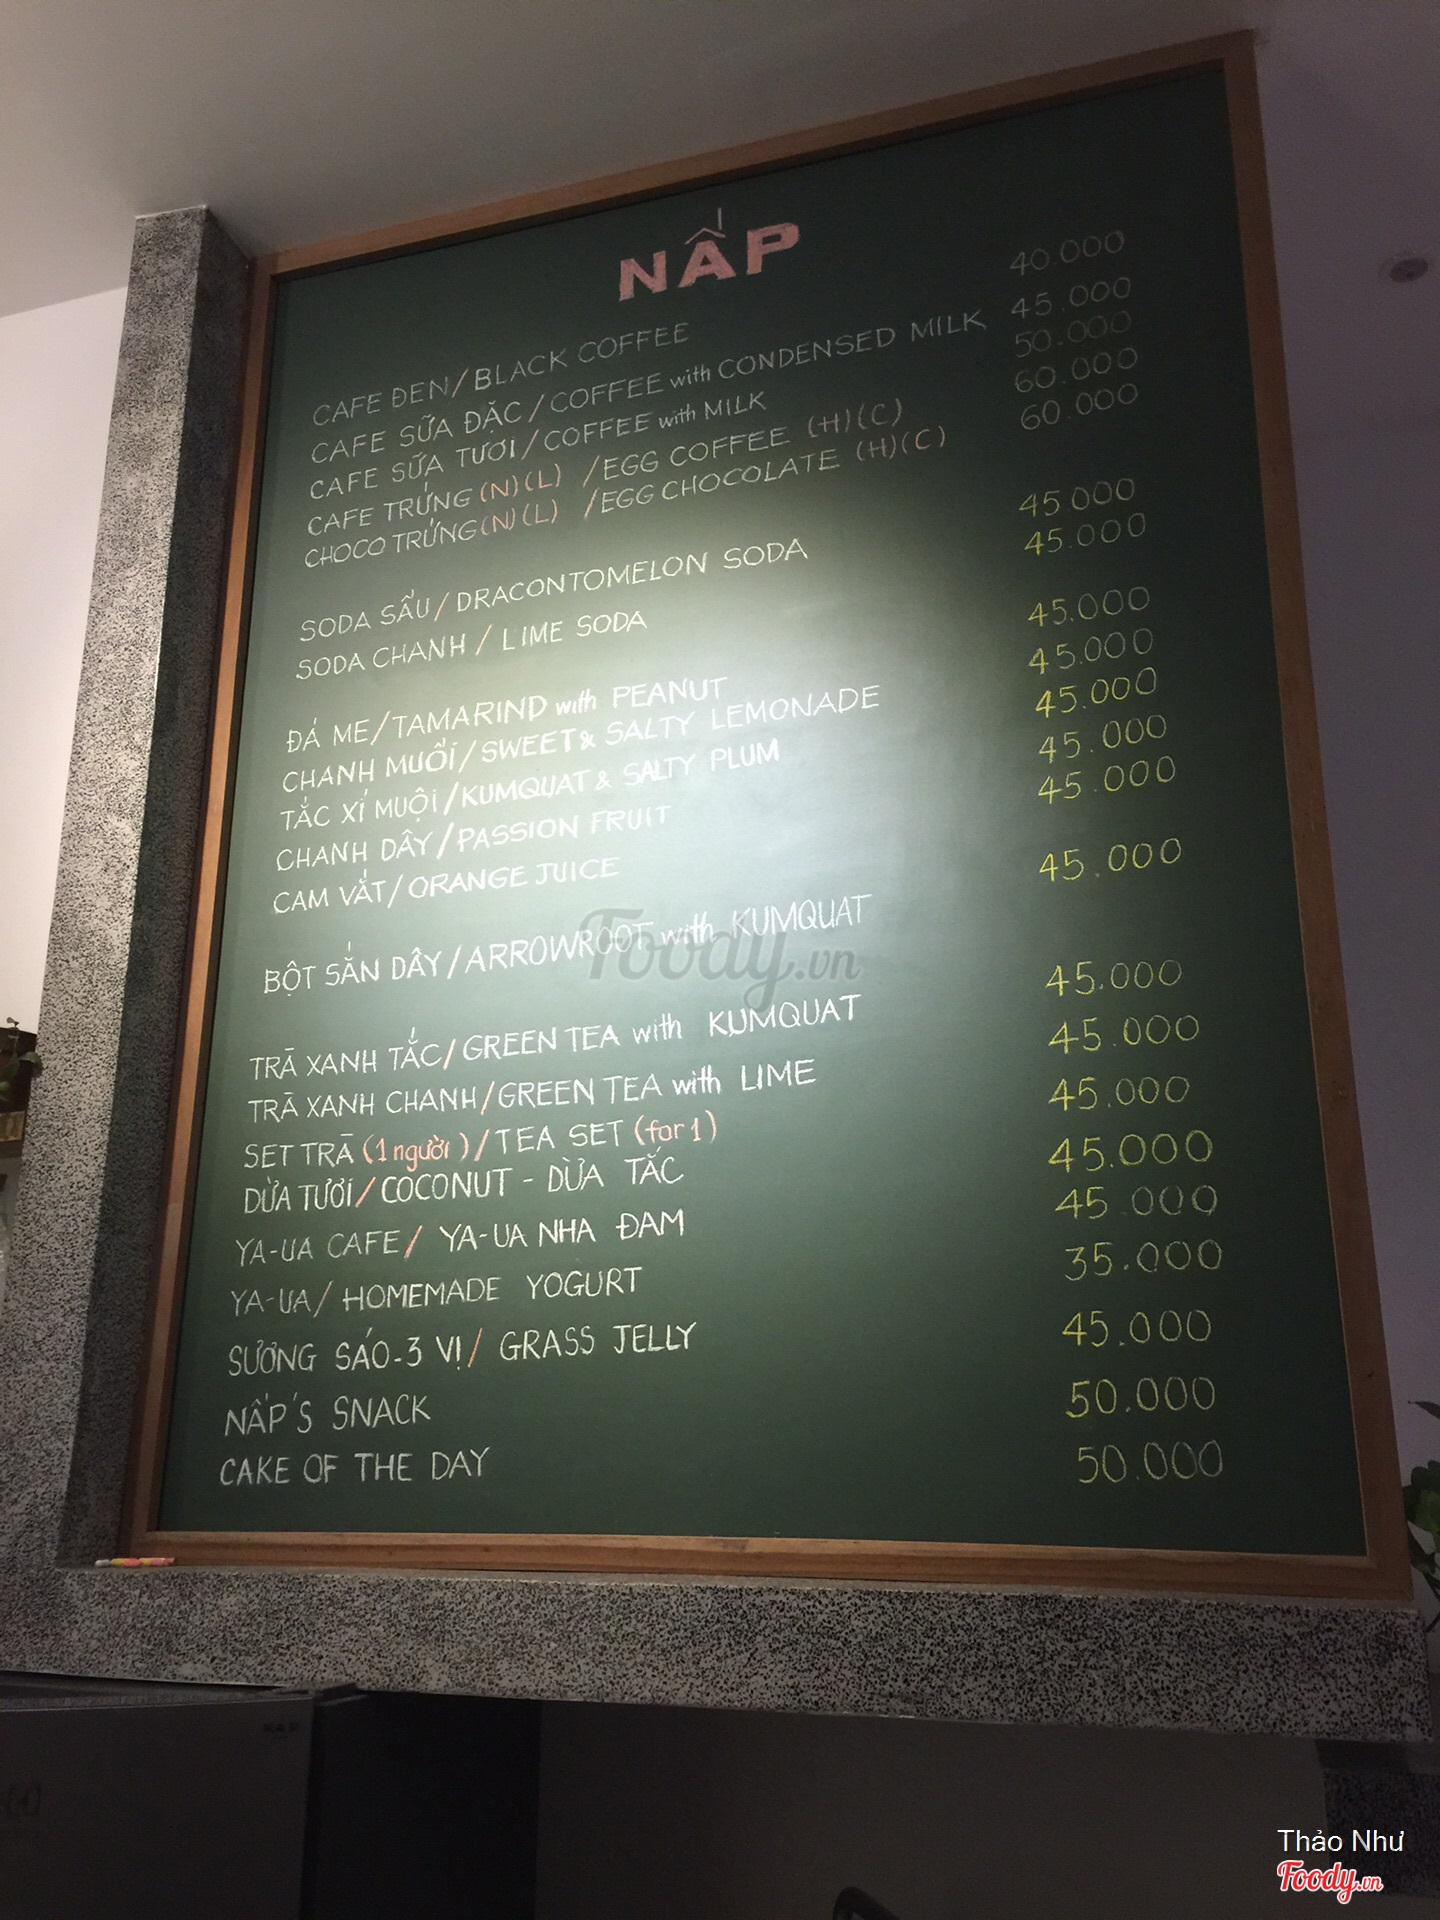 NẤP
CAFE ĐEN/BLACK COFFEE 40.000
CAFE SỮA ĐẶC/COFFEE with CONDENSED MILK 45.000
CAFE SỮA TƯƠI/COFFEE with MILK 50.000
CAFE TRỨNG (N)(L) /EGG COFFEE (H)(C) 60.000
CHOCO TRỨNG (N)(L) /EGG CHOCOLATE (H)(C) 60.000
SODA SẤU/DRACONTOMELON SODA 45.000
SODA CHANH / LIME SODA 45.000
ĐÁ ME/TAMARIND with PEANUT 45.000
CHANH MUỐI/SWEET & SALTY LEMONADE 45.000
TẮC XÍ MUỘI/KUMQUAT & SALTY PLUM 45.000
CHANH DÂY/PASSION FRUIT 45.000
CAM VẮT/ORANGE JUICE 45.000
BỘT SẮN DÂY/ARROWROOT with KUMQUAT 45.000
TRÀ XANH TẮC/GREEN TEA with KUMQUAT 45.000
TRÀ XANH CHANH/GREEN TEA with LIME 45.000
SET TRÀ (1 người)/TEA SET (for 1) 45.000
DỪA TƯƠI/COCONUT - DỪA TẮC 45.000
YA-UA CAFE/ YA-UA NHA ĐAM 45.000
YA-UA/ HOMEMADE YOGURT 35.000
SƯƠNG SÁO-3 VỊ/ GRASS JELLY 45.000
NẤP'S SNACK 50.000
CAKE OF THE DAY 50.000
Foody.vn
Thảo Như
Foody.vn